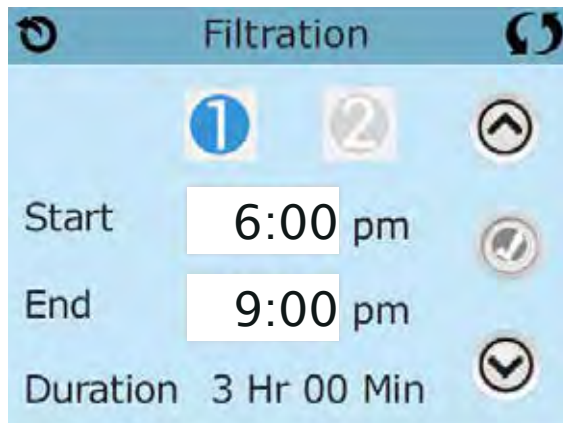 Filtration
1 2
Start 6:00 pm
End 9:00 pm
Duration 3 Hr 00 Min